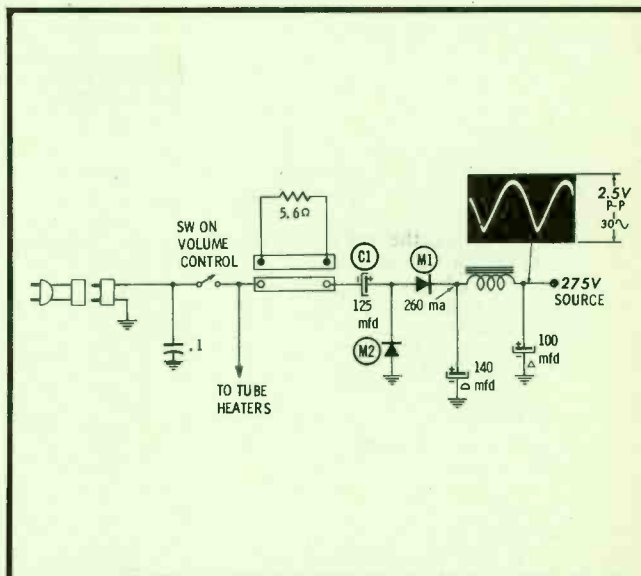 5.6Ω
SW ON
VOLUME
CONTROL
2.5V
P-P
30∿
C1
M1
275V
SOURCE
125
mfd
260 ma
M2
.1
100
mfd
140
mfd
TO TUBE
HEATERS